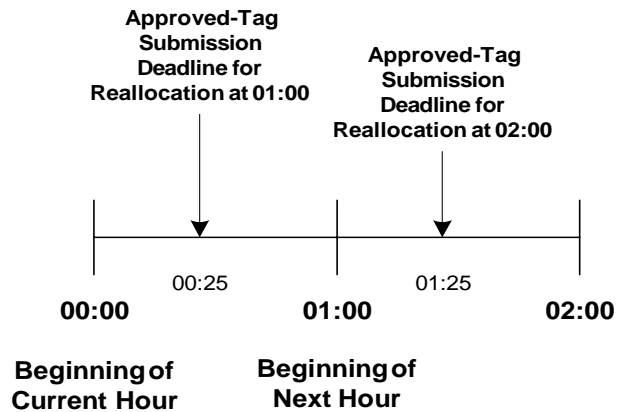 Approved-Tag
Submission
Deadline for
Reallocation at 01:00
Approved-Tag
Submission
Deadline for
Reallocation at 02:00
00:25
01:25
00:00
01:00
02:00
Beginning of
Current Hour
Beginning of
Next Hour